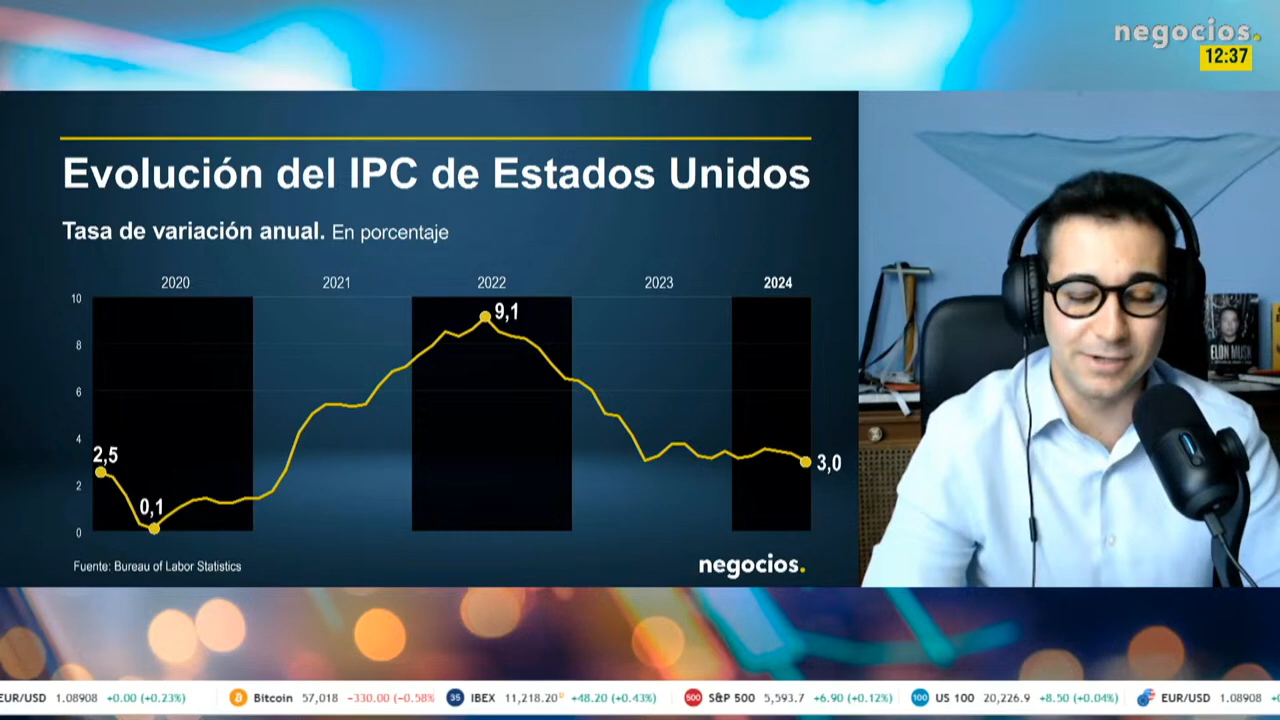 negocios.
12:37
Evolución del IPC de Estados Unidos
Tasa de variación anual. En porcentaje
2020 2021 2022 2023 2024
10
8
6
4
2
0
2,5
0,1
9,1
3,0
Fuente: Bureau of Labor Statistics
negocios.
ELON MUSK
EUR/USD 1.08908 +0.00 (+0.23%) Bitcoin 57,018 −330.00 (−0.58% 35 IBEX 11,218.20 D +48.20 (+0.43%) 500 S&P 500 5,593.7 +6.90 (+0.12%) 100 US 100 20,226.9 +8.50 (+0.04%) EUR/USD 1.08908